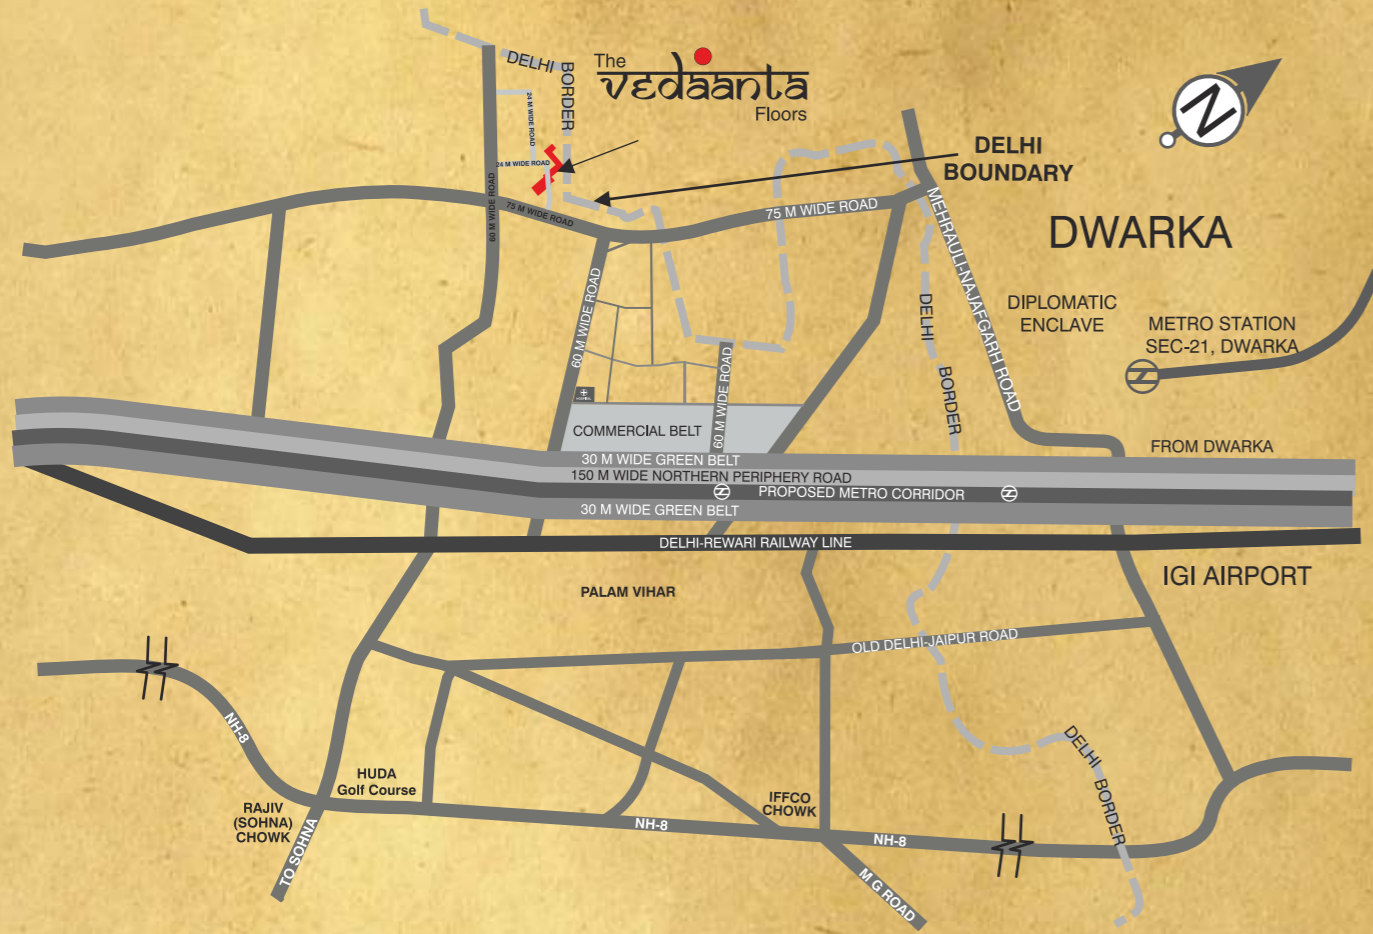 DELHI
BORDER
The
vedaanta
Floors
24 M WIDE ROAD
24 M WIDE ROAD
60 M WIDE ROAD
75 M WIDE ROAD
75 M WIDE ROAD
DELHI
BOUNDARY
N
DWARKA
MEHRAULI-NAJAFGARH ROAD
DIPLOMATIC
ENCLAVE
METRO STATION
SEC-21, DWARKA
DELHI
BORDER
60 M WIDE ROAD
60 M WIDE ROAD
COMMERCIAL BELT
FROM DWARKA
30 M WIDE GREEN BELT
150 M WIDE NORTHERN PERIPHERY ROAD
PROPOSED METRO CORRIDOR
30 M WIDE GREEN BELT
DELHI-REWARI RAILWAY LINE
IGI AIRPORT
PALAM VIHAR
OLD DELHI-JAIPUR ROAD
NH-8
DELHI
BORDER
HUDA
Golf Course
RAJIV
(SOHNA)
CHOWK
IFFCO
CHOWK
TO SOHNA
NH-8
NH-8
M G ROAD